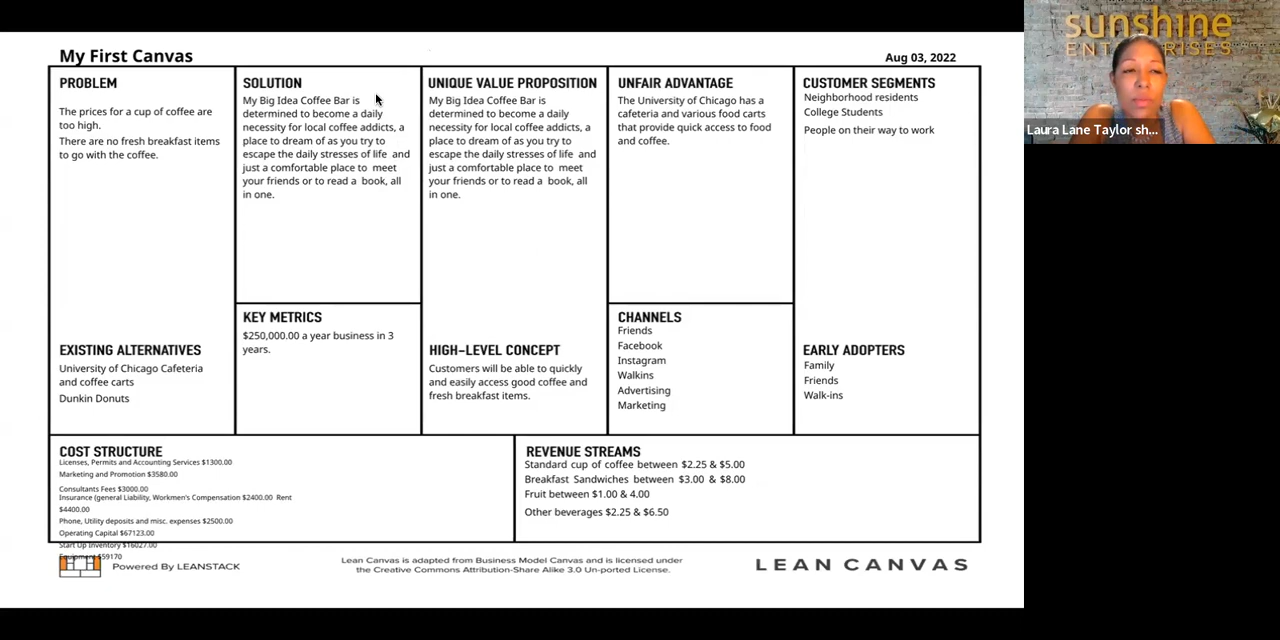 My First Canvas
Aug 03, 2022
PROBLEM
The prices for a cup of coffee are
too high.
There are no fresh breakfast items
to go with the coffee.
EXISTING ALTERNATIVES
University of Chicago Cafeteria
and coffee carts
Dunkin Donuts
SOLUTION
My Big Idea Coffee Bar is
determined to become a daily
necessity for local coffee addicts, a
place to dream of as you try to
escape the daily stresses of life and
just a comfortable place to meet
your friends or to read a book, all
in one.
KEY METRICS
$250,000.00 a year business in 3
years.
UNIQUE VALUE PROPOSITION
My Big Idea Coffee Bar is
determined to become a daily
necessity for local coffee addicts, a
place to dream of as you try to
escape the daily stresses of life and
just a comfortable place to meet
your friends or to read a book, all
in one.
HIGH-LEVEL CONCEPT
Customers will be able to quickly
and easily access good coffee and
fresh breakfast items.
UNFAIR ADVANTAGE
The University of Chicago has a
cafeteria and various food carts
that provide quick access to food
and coffee.
CHANNELS
Friends
Facebook
Instagram
Walkins
Advertising
Marketing
CUSTOMER SEGMENTS
Neighborhood residents
College Students
People on their way to work
EARLY ADOPTERS
Family
Friends
Walk-ins
COST STRUCTURE
Licenses, Permits and Accounting Services $1300.00
Marketing and Promotion $3580.00
Consultants Fees $3000.00
Insurance (general Liability, Workmen's Compensation $2400.00 Rent
$4400.00
Phone, Utility deposits and misc. expenses $2500.00
Operating Capital $67123.00
Start Up Inventory $16027.00
Equipment $59170
REVENUE STREAMS
Standard cup of coffee between $2.25 & $5.00
Breakfast Sandwiches between $3.00 & $8.00
Fruit between $1.00 & 4.00
Other beverages $2.25 & $6.50
Powered By LEANSTACK
Lean Canvas is adapted from Business Model Canvas and is licensed under
the Creative Commons Attribution-Share Alike 3.0 Un-ported License.
LEAN CANVAS
sunshine
ENTERPRISES
Laura Lane Taylor sh...